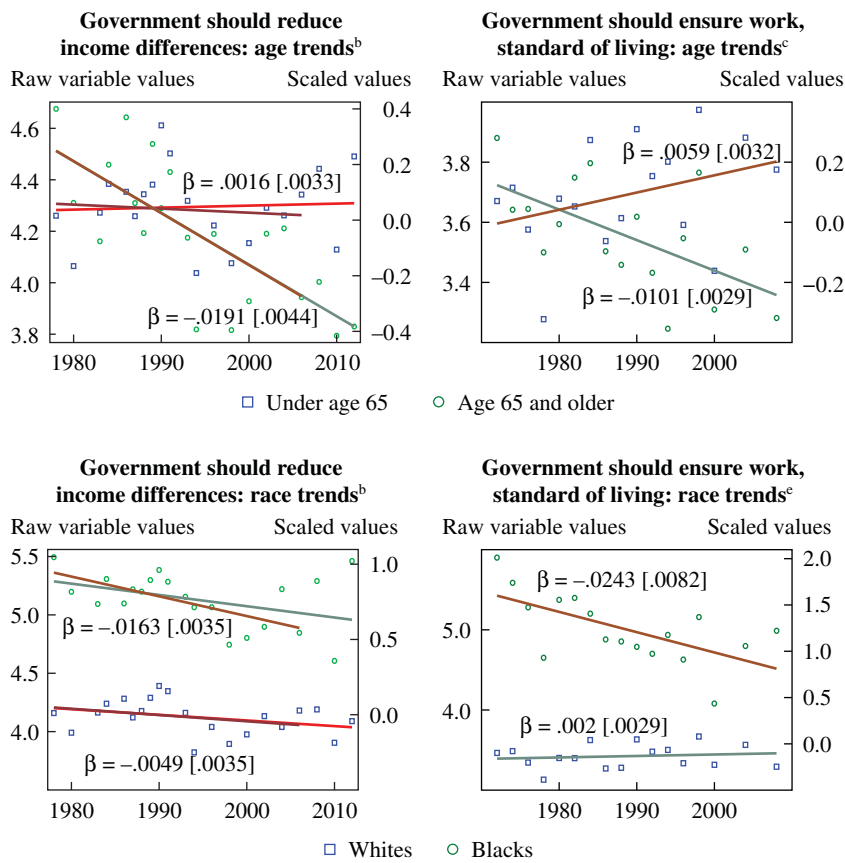 Government should reduce
income differences: age trendsᵇ
Raw variable values Scaled values
4.6
4.4
4.2
4.0
3.8
0.4
0.2
0.0
−0.2
−0.4
β = .0016 [.0033]
β = −.0191 [.0044]
1980 1990 2000 2010
Government should ensure work,
standard of living: age trendsᶜ
Raw variable values Scaled values
3.8
3.6
3.4
0.2
0.0
−0.2
β = .0059 [.0032]
β = −.0101 [.0029]
1980 2000
Under age 65 Age 65 and older
Government should reduce
income differences: race trendsᵇ
Raw variable values Scaled values
5.5
5.0
4.5
4.0
1.0
0.5
0.0
β = −.0163 [.0035]
β = −.0049 [.0035]
1980 1990 2000 2010
Government should ensure work,
standard of living: race trendsᵉ
Raw variable values Scaled values
5.0
4.0
2.0
1.5
1.0
0.5
0.0
β = −.0243 [.0082]
β = .002 [.0029]
1980 2000
Whites Blacks